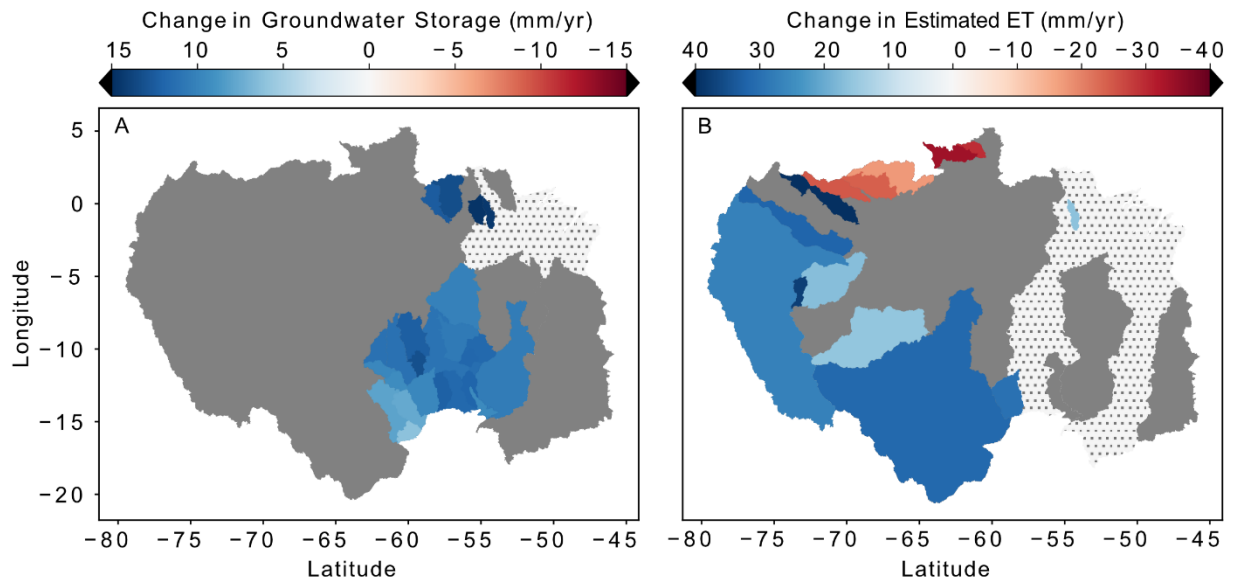 Change in Groundwater Storage (mm/yr)
15 10 5 0 −5 −10 −15
Change in Estimated ET (mm/yr)
40 30 20 10 0 −10 −20 −30 −40
A
B
5
0
−5
−10
−15
−20
Longitude
−80 −75 −70 −65 −60 −55 −50 −45
−80 −75 −70 −65 −60 −55 −50 −45
Latitude
Latitude